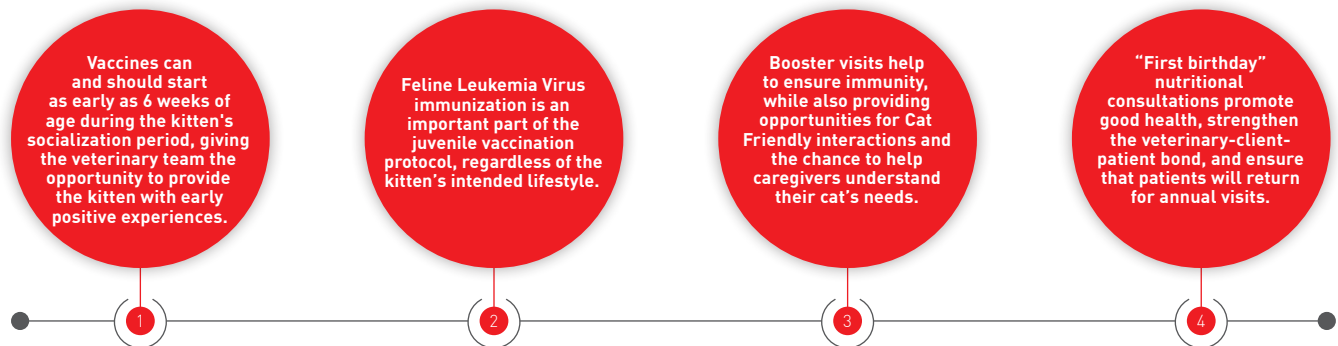 Vaccines can
and should start
as early as 6 weeks of
age during the kitten's
socialization period, giving
the veterinary team the
opportunity to provide
the kitten with early
positive experiences.
Feline Leukemia Virus
immunization is an
important part of the
juvenile vaccination
protocol, regardless of the
kitten’s intended lifestyle.
Booster visits help
to ensure immunity,
while also providing
opportunities for Cat
Friendly interactions and
the chance to help
caregivers understand
their cat’s needs.
“First birthday”
nutritional
consultations promote
good health, strengthen
the veterinary-client-
patient bond, and ensure
that patients will return
for annual visits.
1
2
3
4